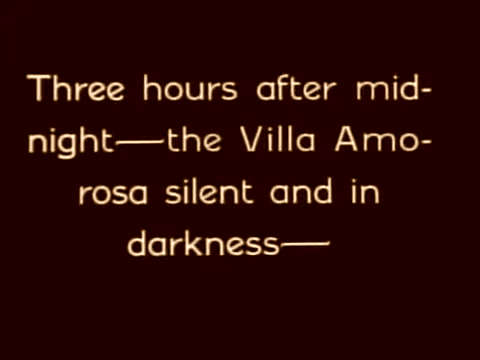 Three hours after mid-
night——the Villa Amo-
rosa silent and in
darkness——